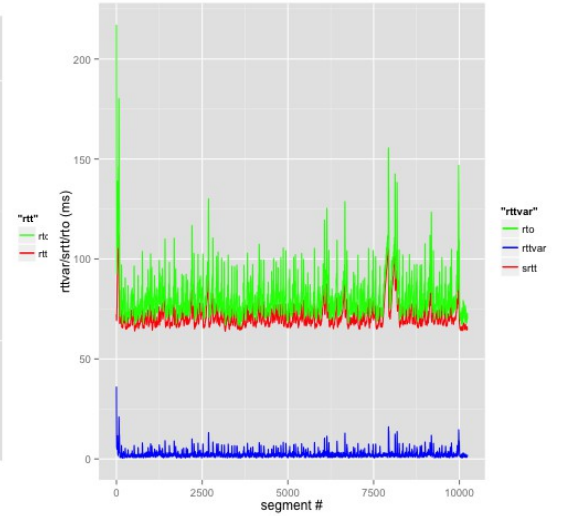 "rtt"
rto
rtt
rttvar/srtt/rto (ms)
200
150
100
50
0
0
2500
5000
7500
10000
segment #
"rttvar"
rto
rttvar
srtt